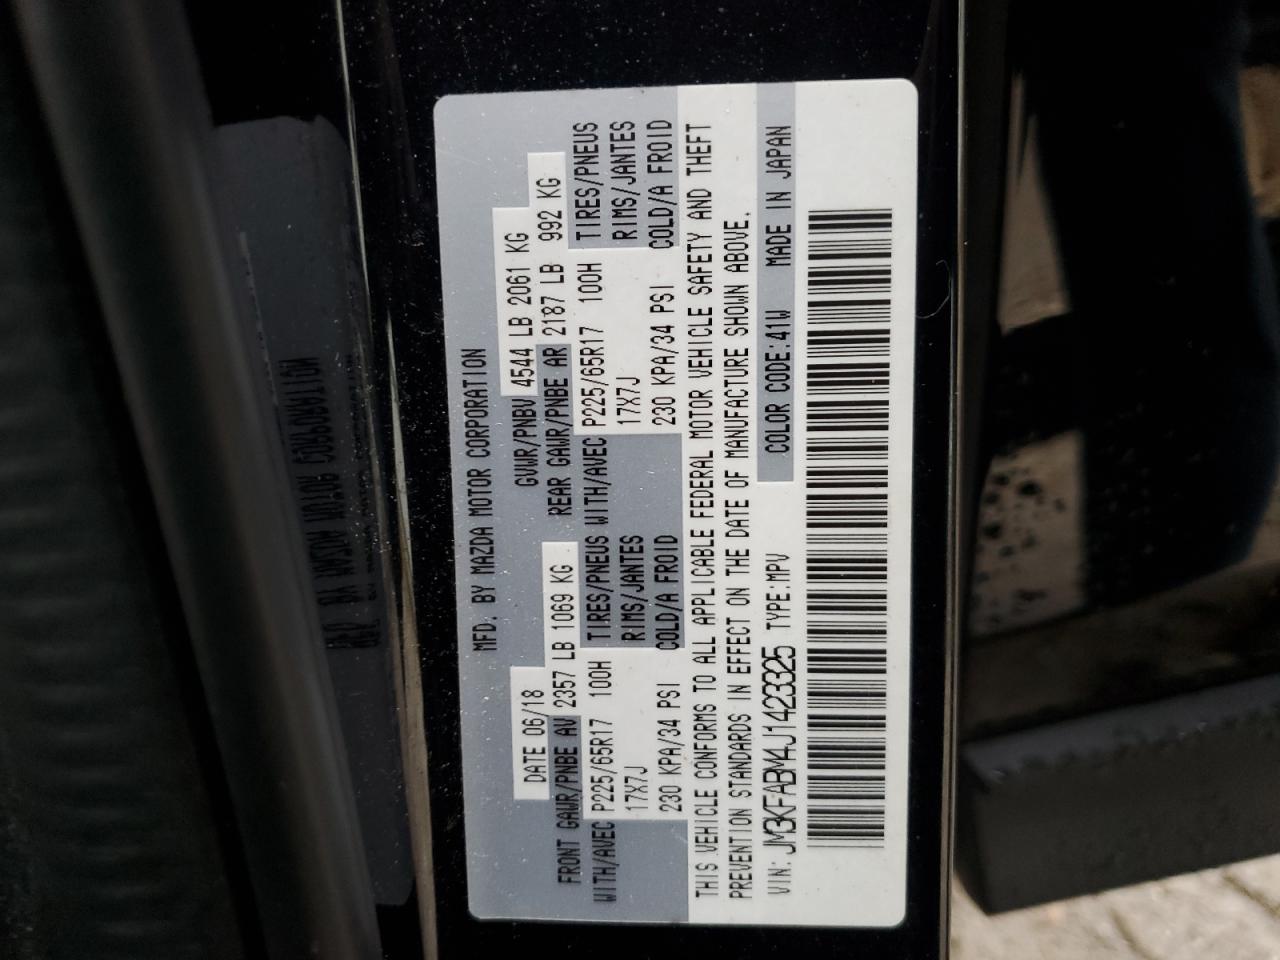 MFD. BY MAZDA MOTOR CORPORATION
DATE 06/18 GVWR/PNBV 4544 LB 2061 KG
FRONT GAWR/PNBE AV 2357 LB 1069 KG REAR GAWR/PNBE AR 2187 LB 992 KG
WITH/AVEC P225/65R17 100H TIRES/PNEUS WITH/AVEC P225/65R17 100H TIRES/PNEUS
17X7J RIMS/JANTES 17X7J RIMS/JANTES
230 KPA/34 PSI COLD/A FROID 230 KPA/34 PSI COLD/A FROID
THIS VEHICLE CONFORMS TO ALL APPLICABLE FEDERAL MOTOR VEHICLE SAFETY AND THEFT
PREVENTION STANDARDS IN EFFECT ON THE DATE OF MANUFACTURE SHOWN ABOVE.
VIN: JM3KFABM4J1423325 TYPE:MPV COLOR CODE:41W MADE IN JAPAN